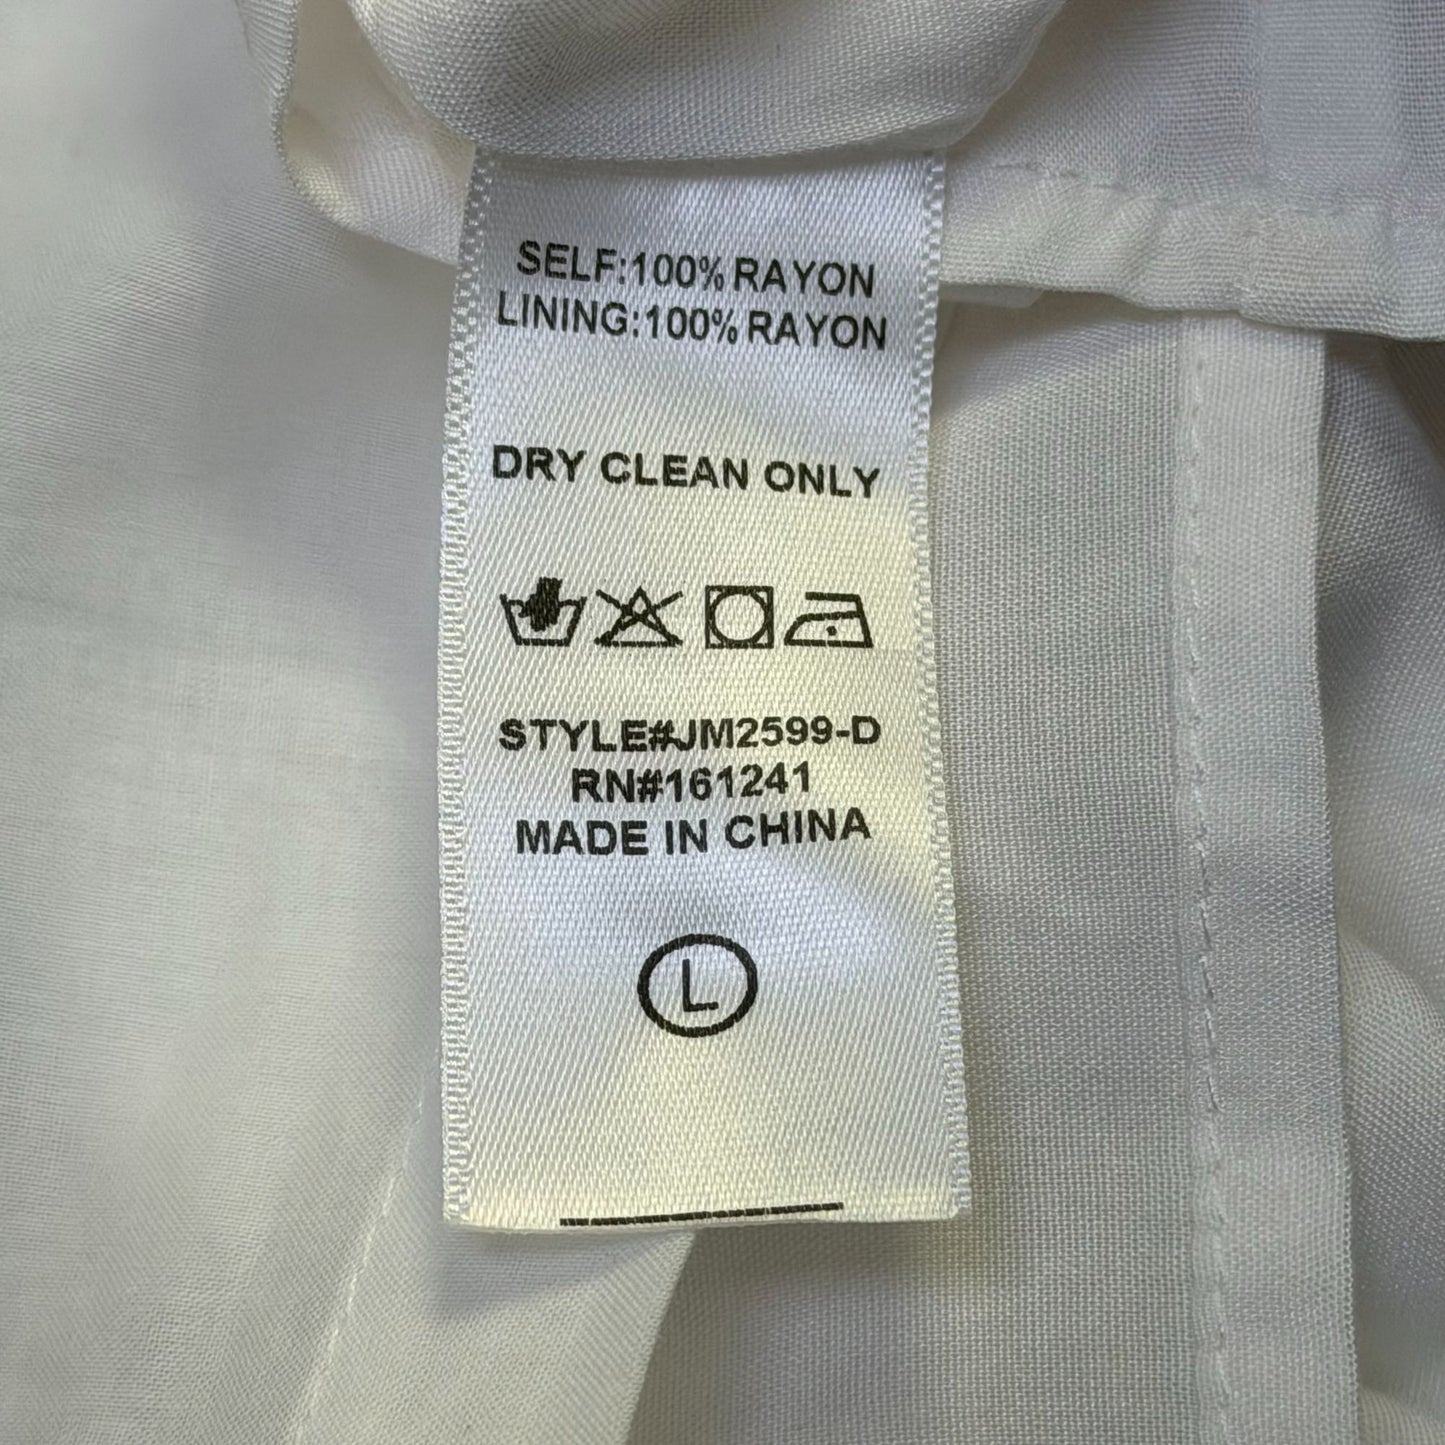 SELF:100% RAYON
LINING:100% RAYON
DRY CLEAN ONLY
STYLE#JM2599-D
RN#161241
MADE IN CHINA
L